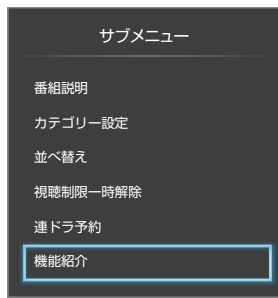 サブメニュー
番組説明
カテゴリー設定
並べ替え
視聴制限一時解除
連ドラ予約
機能紹介